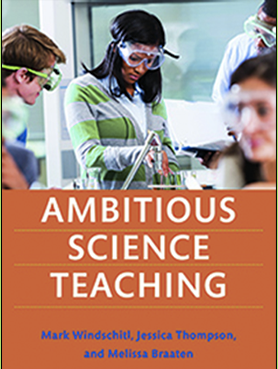 AMBITIOUS
SCIENCE
TEACHING
Mark Windschitl, Jessica Thompson,
and Melissa Braaten